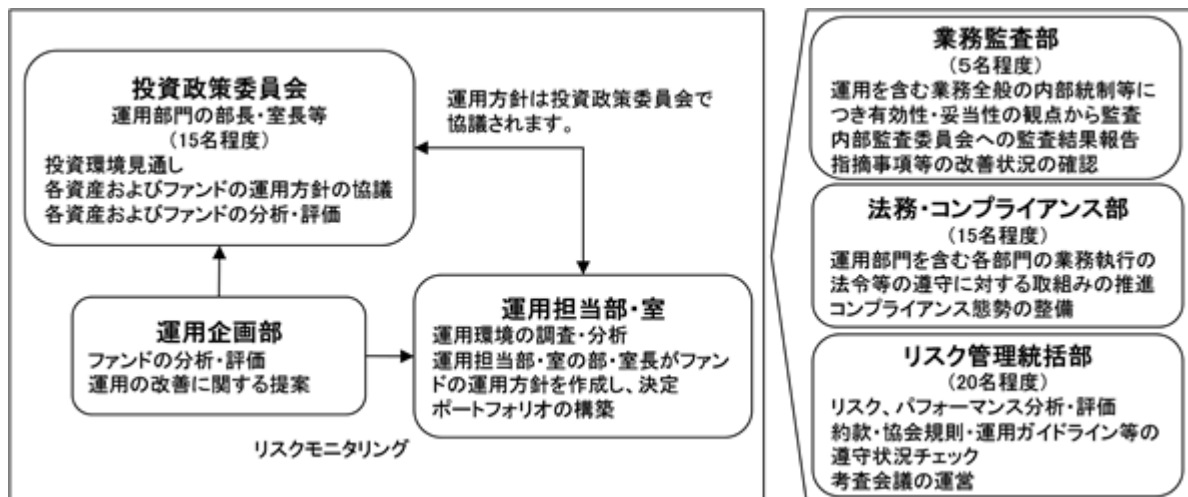 投資政策委員会
運用部門の部長・室長等
(15名程度)
投資環境見通し
各資産およびファンドの運用方針の協議
各資産およびファンドの分析・評価
運用方針は投資政策委員会で
協議されます。
運用企画部
ファンドの分析・評価
運用の改善に関する提案
運用担当部・室
運用環境の調査・分析
運用担当部・室の部・室長がファン
ドの運用方針を作成し、決定
ポートフォリオの構築
リスクモニタリング
業務監査部
(5名程度)
運用を含む業務全般の内部統制等に
つき有効性・妥当性の観点から監査
内部監査委員会への監査結果報告
指摘事項等の改善状況の確認
法務・コンプライアンス部
(15名程度)
運用部門を含む各部門の業務執行の
法令等の遵守に対する取組みの推進
コンプライアンス態勢の整備
リスク管理統括部
(20名程度)
リスク、パフォーマンス分析・評価
約款・協会規則・運用ガイドライン等の
遵守状況チェック
考査会議の運営